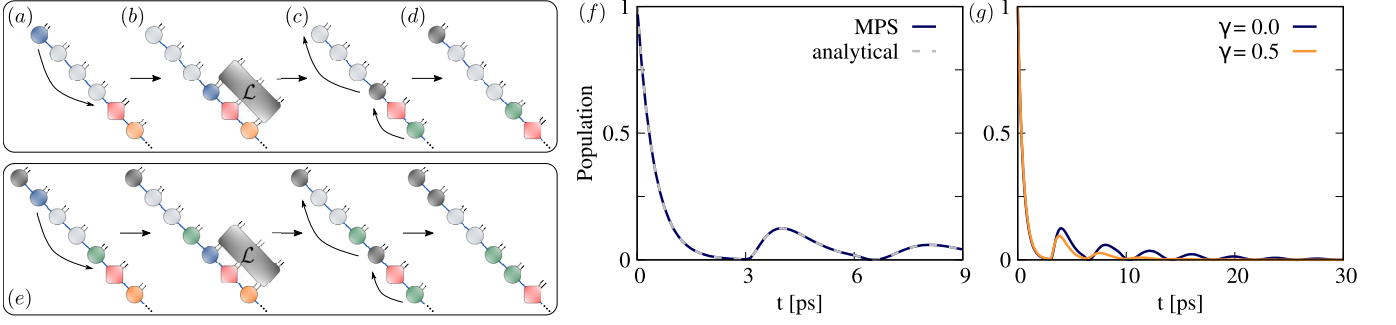 (a) (b) (c) (d)
ℒ
(e)
ℒ
(f)
Population
1
0.5
0
MPS
analytical
0 3 6 9
t [ps]
(g)
1
0.5
0
γ = 0.0
γ = 0.5
0 10 20 30
t [ps]